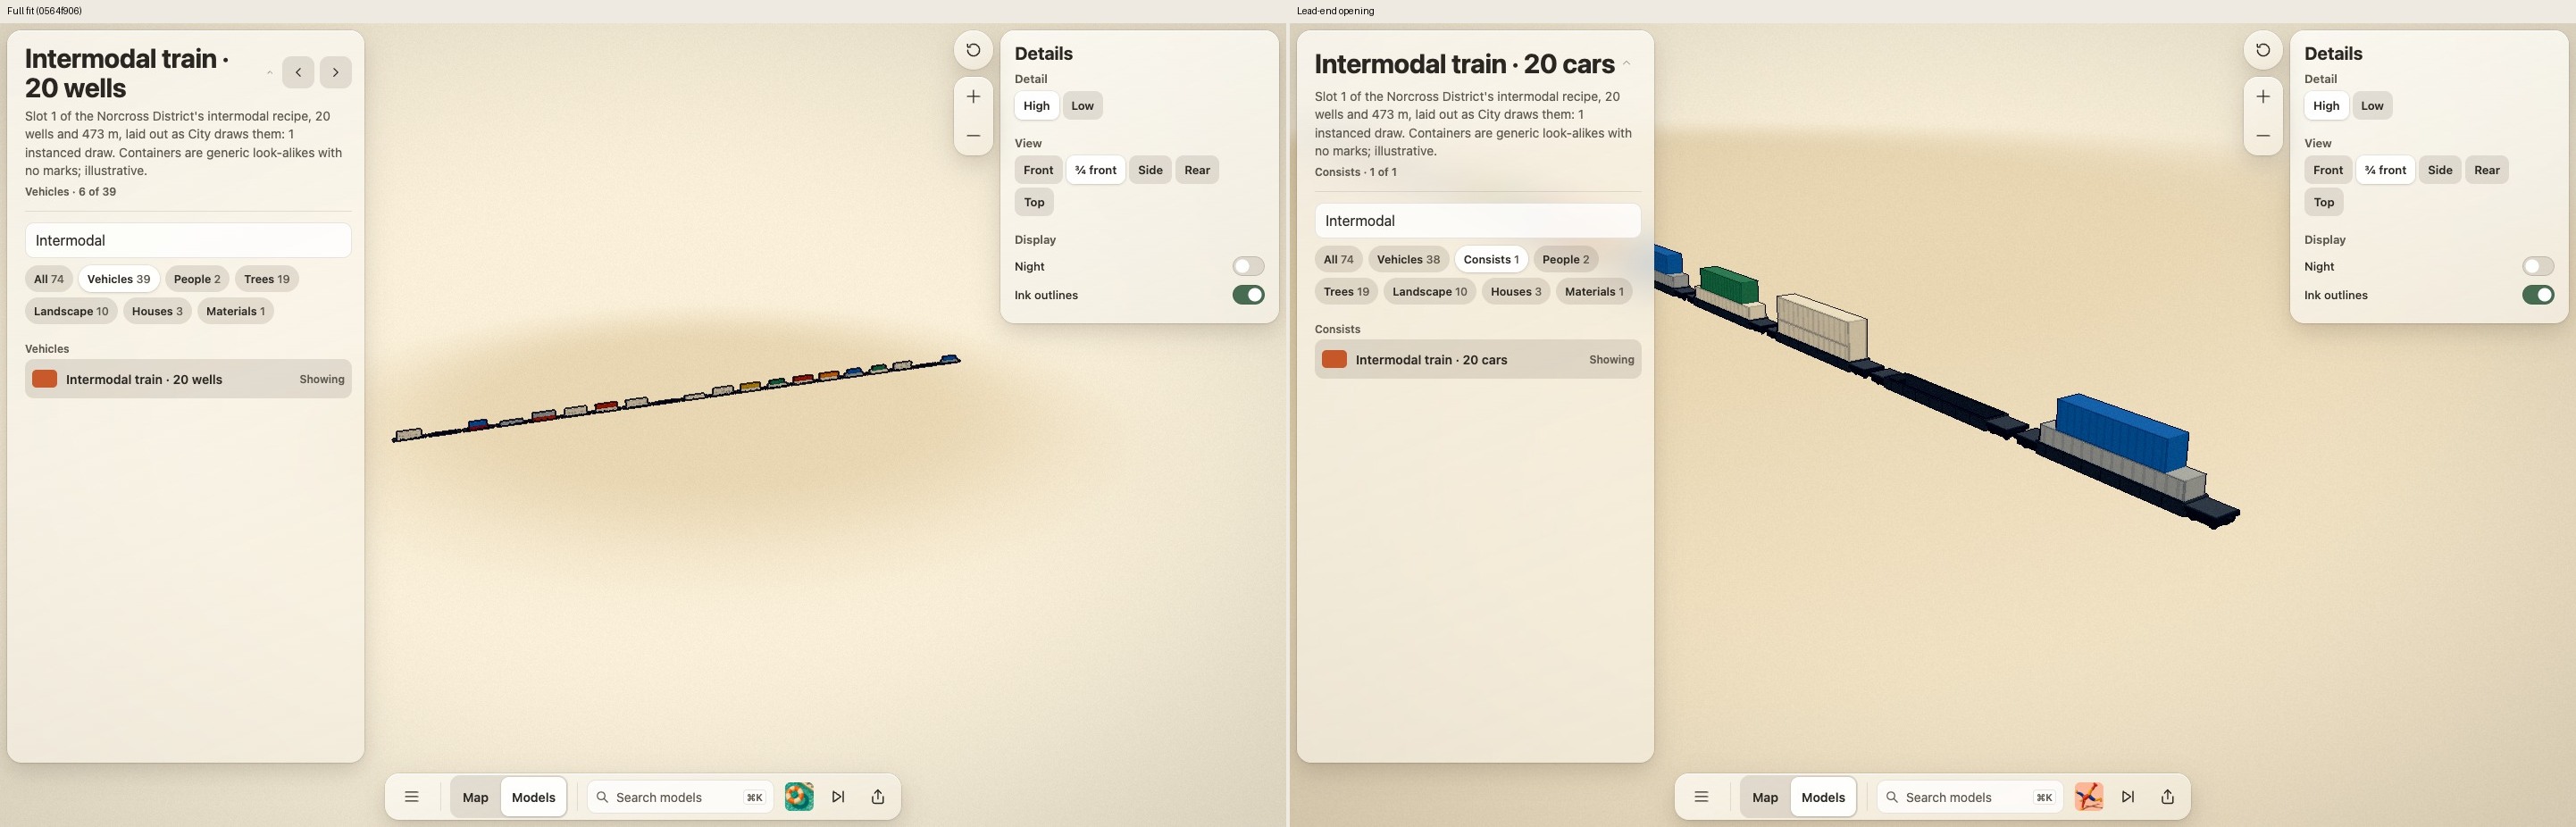 Full fit (0564f906)
Intermodal train ·
20 wells
Slot 1 of the Norcross District's intermodal recipe, 20
wells and 473 m, laid out as City draws them: 1
instanced draw. Containers are generic look-alikes with
no marks; illustrative.
Vehicles · 6 of 39
Intermodal
All 74
Vehicles 39
People 2
Trees 19
Landscape 10
Houses 3
Materials 1
Vehicles
Intermodal train · 20 wells
Showing
Details
Detail
High
Low
View
Front
¾ front
Side
Rear
Top
Display
Night
Ink outlines
Map
Models
Search models
⌘K
Lead-end opening
Intermodal train · 20 cars
Slot 1 of the Norcross District's intermodal recipe, 20
wells and 473 m, laid out as City draws them: 1
instanced draw. Containers are generic look-alikes with
no marks; illustrative.
Consists · 1 of 1
Intermodal
All 74
Vehicles 38
Consists 1
People 2
Trees 19
Landscape 10
Houses 3
Materials 1
Consists
Intermodal train · 20 cars
Showing
Details
Detail
High
Low
View
Front
¾ front
Side
Rear
Top
Display
Night
Ink outlines
Map
Models
Search models
⌘K